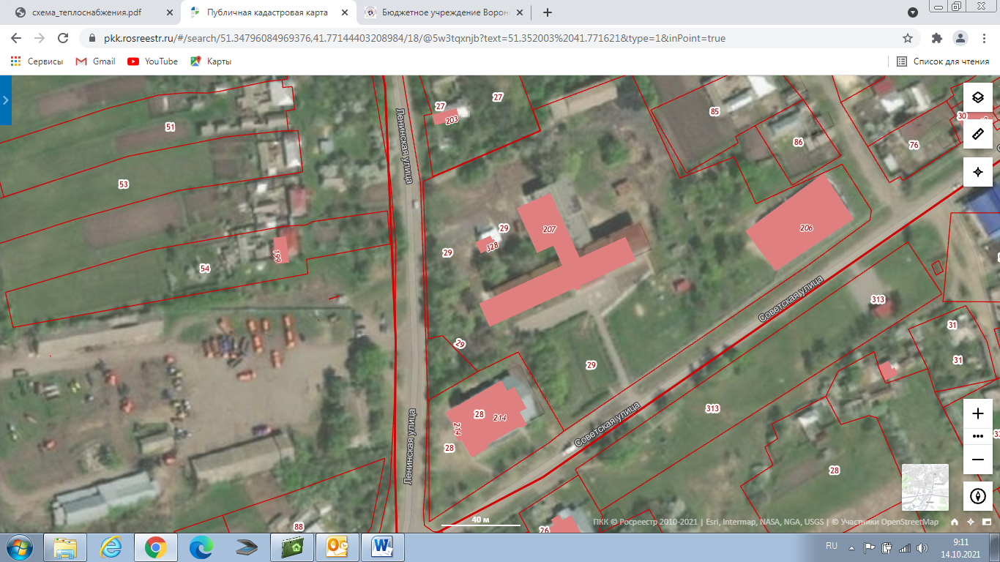 схема_теплоснабжения.pdf
Публичная кадастровая карта
Бюджетное учреждение Ворон
pkk.rosreestr.ru/#/search/51.34796084969376,41.77144403208984/18/@5w3tqxnjb?text=51.352003%2041.771621&type=1&inPoint=true
Сервисы
Gmail
YouTube
Карты
Список для чтения
27
27
203
51
85
86
76
30
Ленинская улица
53
29
207
206
29
328
199
54
313
Советская улица
31
31
29
29
313
28
214
214
28
Советская улица
Ленинская улица
28
88
26
40 м
ПКК © Росреестр 2010-2021 | Esri, Intermap, NASA, NGA, USGS | © Участники OpenStreetMap
RU
9:11
14.10.2021